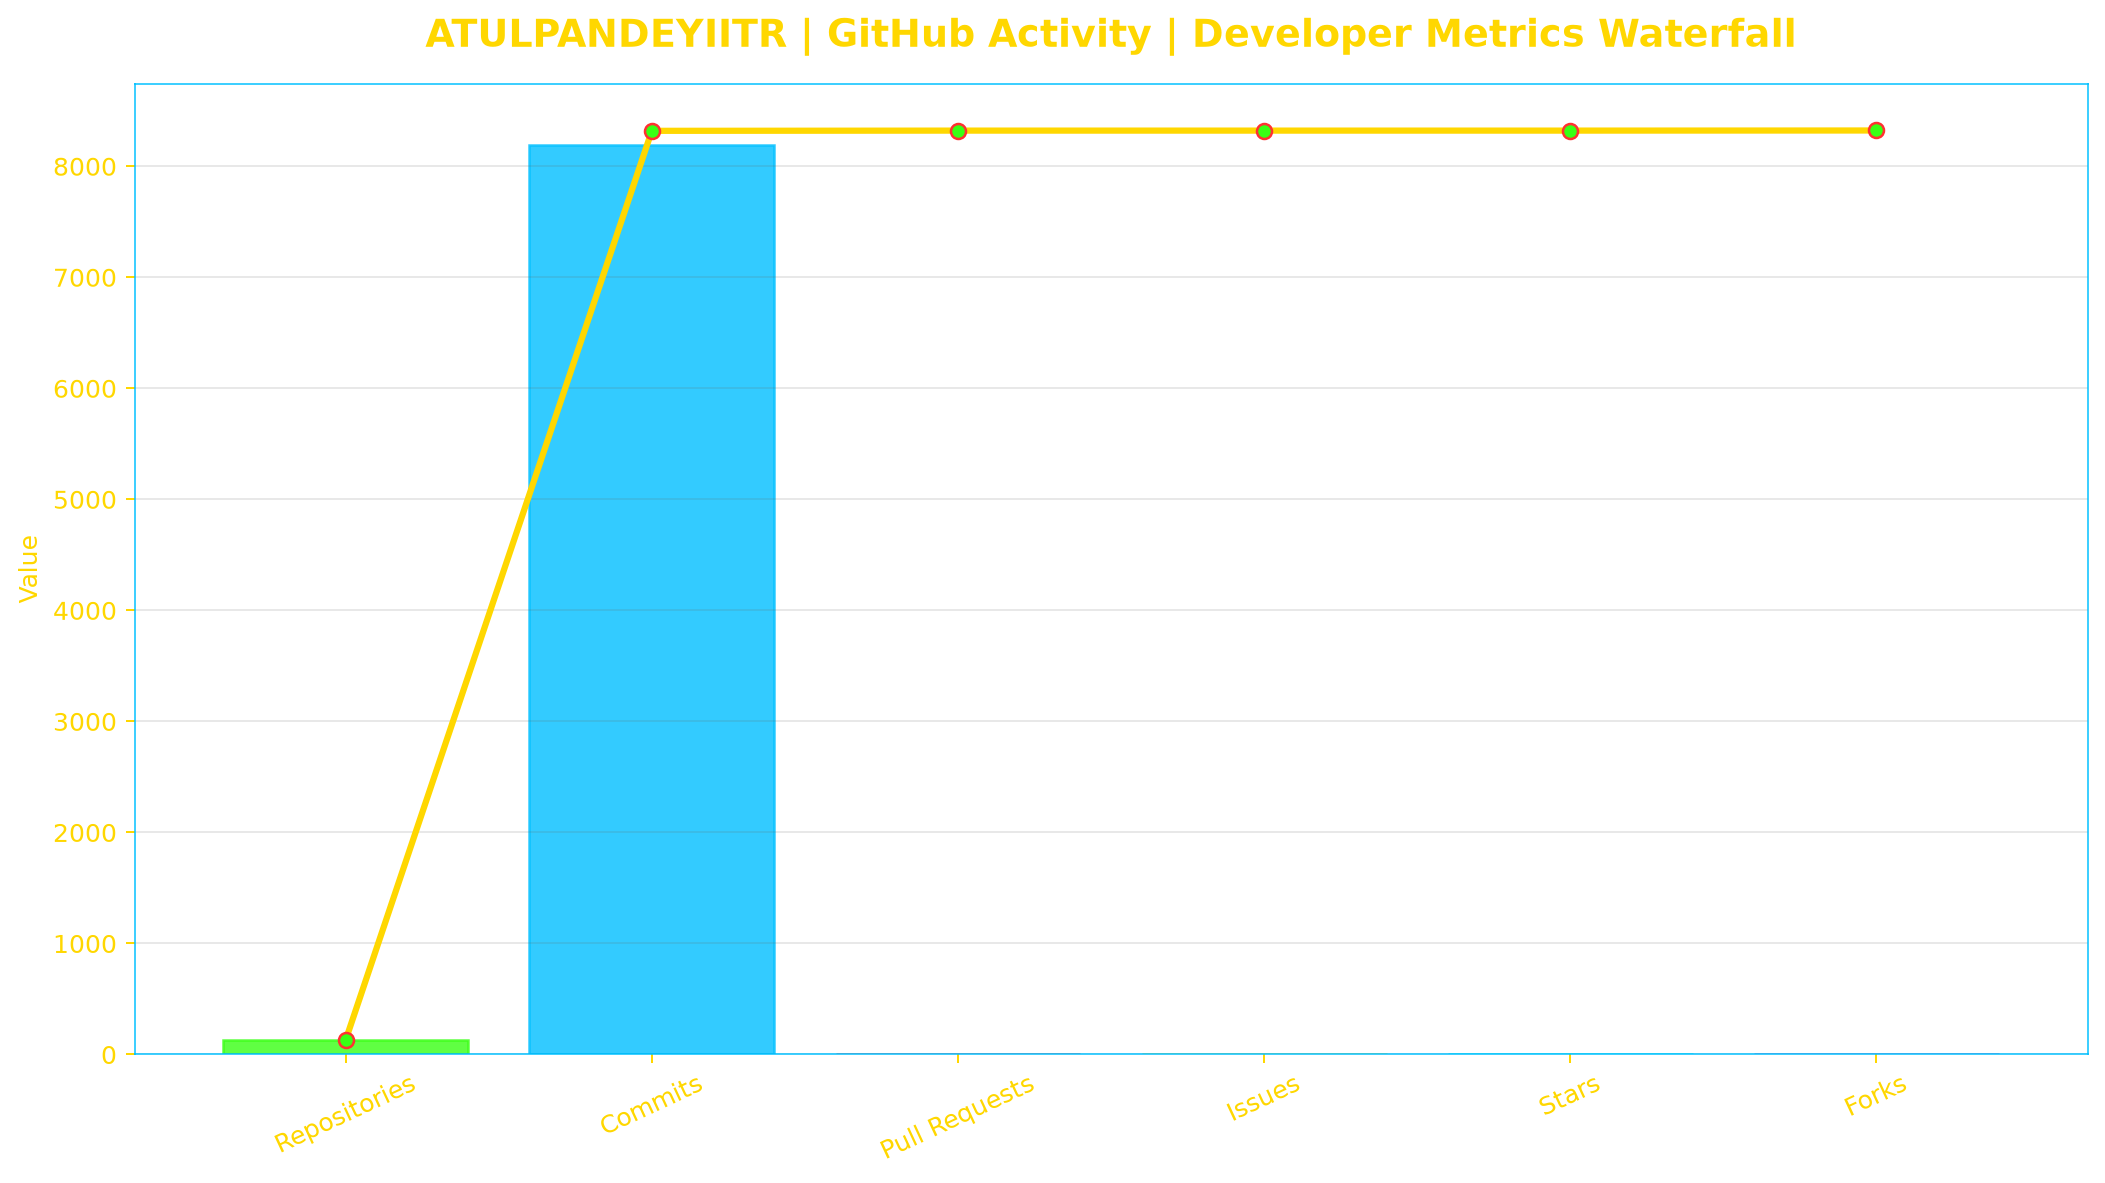 ATULPANDEYIITR | GitHub Activity | Developer Metrics Waterfall
8000
7000
6000
5000
4000
3000
2000
1000
0
Value
Repositories
Commits
Pull Requests
Issues
Stars
Forks